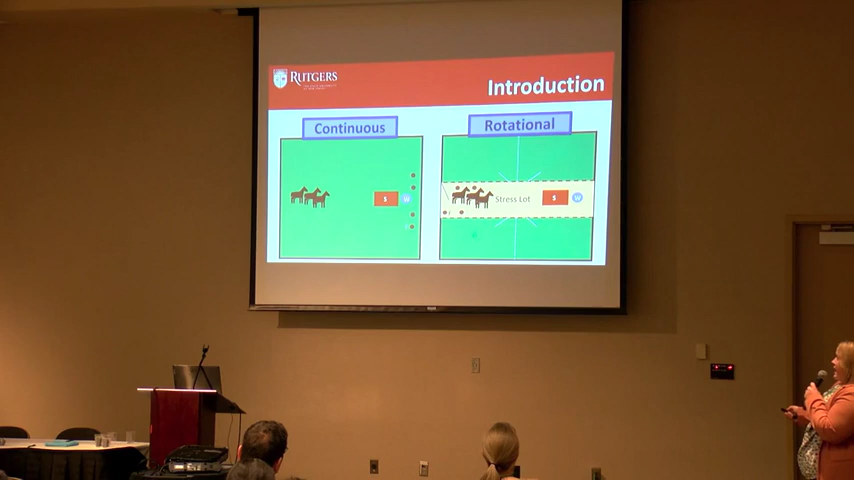 RUTGERS
Introduction
Continuous
Rotational
S
W
Stress Lot
S
W